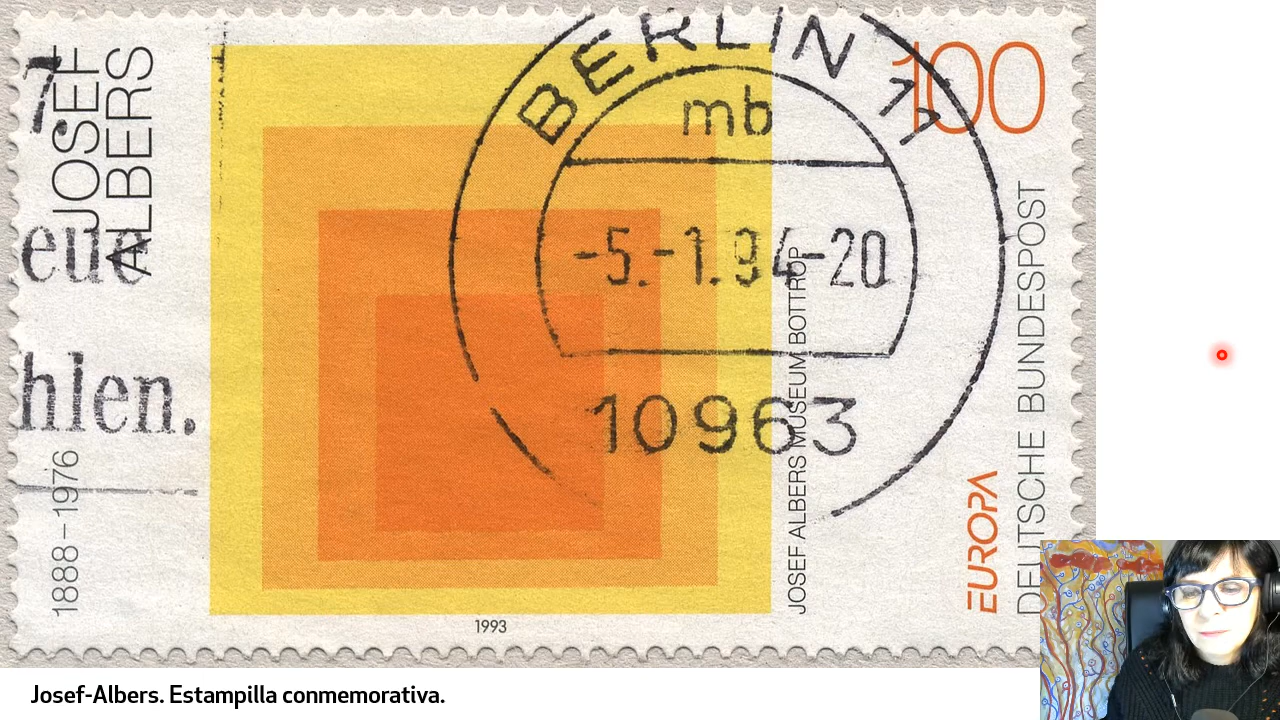 7
JOSEF
ALBERS
eue
hlen.
1888–1976
BERLIN 11
mb
-5.-1.94-20
10963
100
JOSEF ALBERS MUSEUM BOTTROP
EUROPA
DEUTSCHE BUNDESPOST
1993
Josef-Albers. Estampilla conmemorativa.